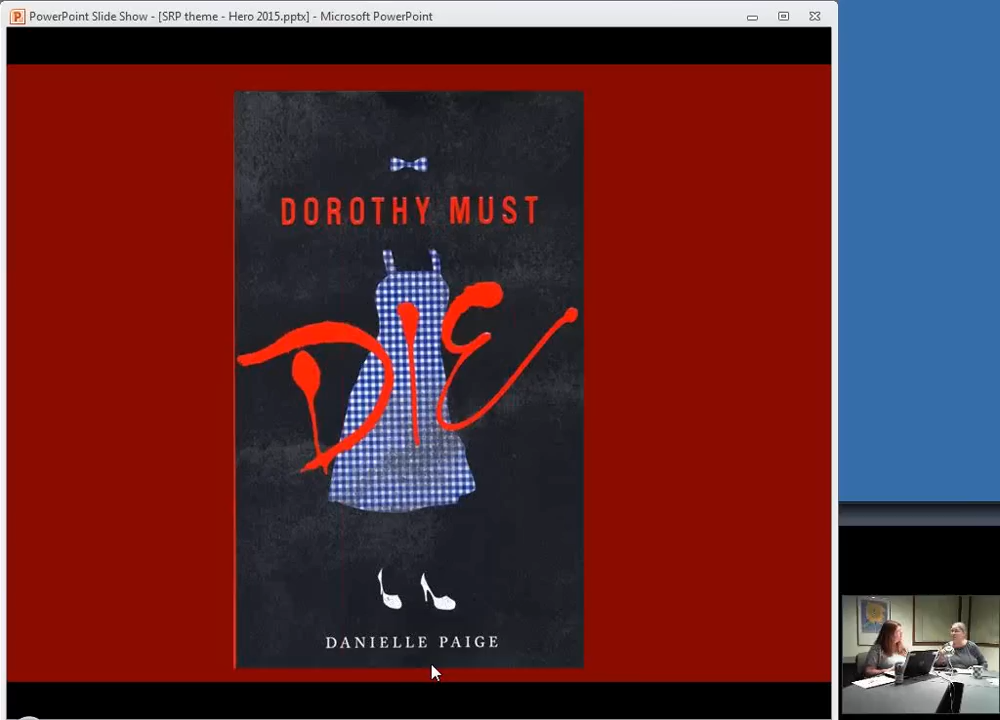 PowerPoint Slide Show - [SRP theme - Hero 2015.pptx] - Microsoft PowerPoint
DOROTHY MUST
DIE
DANIELLE PAIGE